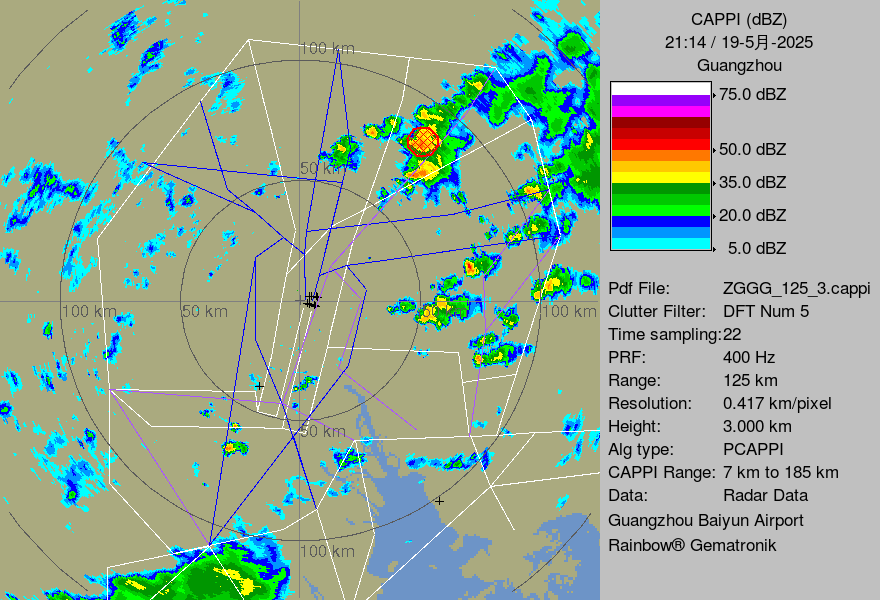 CAPPI (dBZ)
21:14 / 19-5月-2025
Guangzhou
75.0 dBZ
50.0 dBZ
35.0 dBZ
20.0 dBZ
5.0 dBZ
Pdf File: ZGGG_125_3.cappi
Clutter Filter: DFT Num 5
Time sampling:22
PRF: 400 Hz
Range: 125 km
Resolution: 0.417 km/pixel
Height: 3.000 km
Alg type: PCAPPI
CAPPI Range: 7 km to 185 km
Data: Radar Data
Guangzhou Baiyun Airport
Rainbow® Gematronik
100 km
50 km
100 km
50 km
100 km
50 km
100 km